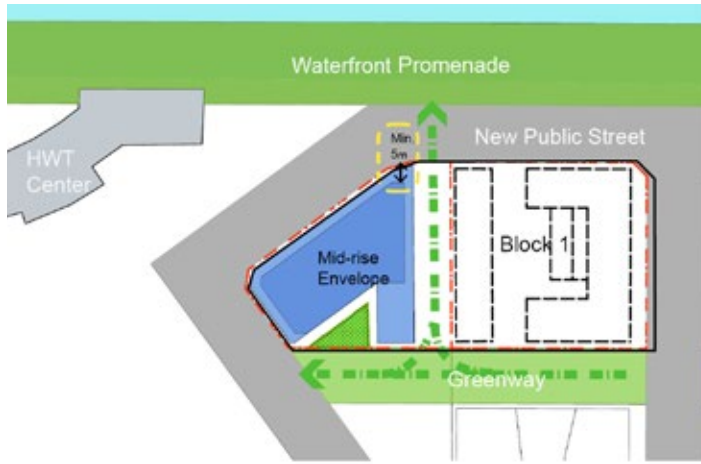 Waterfront Promenade
Min
5m
New Public Street
HWT
Center
Block 1
Mid-rise
Envelope
Greenway